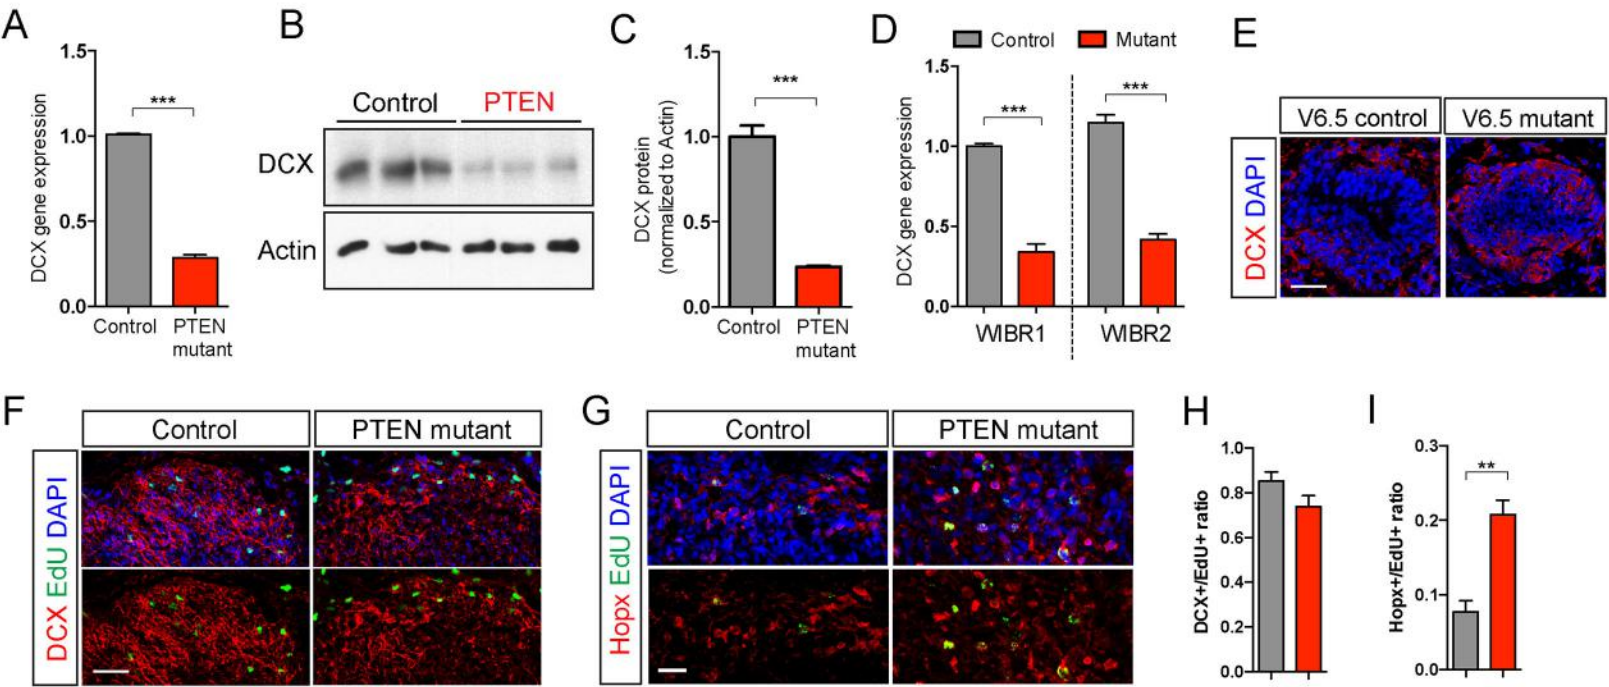 A
DCX gene expression
1.5
1.0
0.5
0.0
***
Control
PTEN
mutant
B
Control
PTEN
DCX
Actin
C
DCX protein
(normalized to Actin)
1.5
1.0
0.5
0.0
***
Control
PTEN
mutant
D
Control
Mutant
DCX gene expression
1.5
1.0
0.5
0.0
***
***
WIBR1
WIBR2
E
V6.5 control
V6.5 mutant
DCX DAPI
F
Control
PTEN mutant
DCX EdU DAPI
G
Control
PTEN mutant
Hopx EdU DAPI
H
DCX+/EdU+ ratio
1.0
0.8
0.6
0.4
0.2
0.0
I
Hopx+/EdU+ ratio
0.3
0.2
0.1
0.0
**